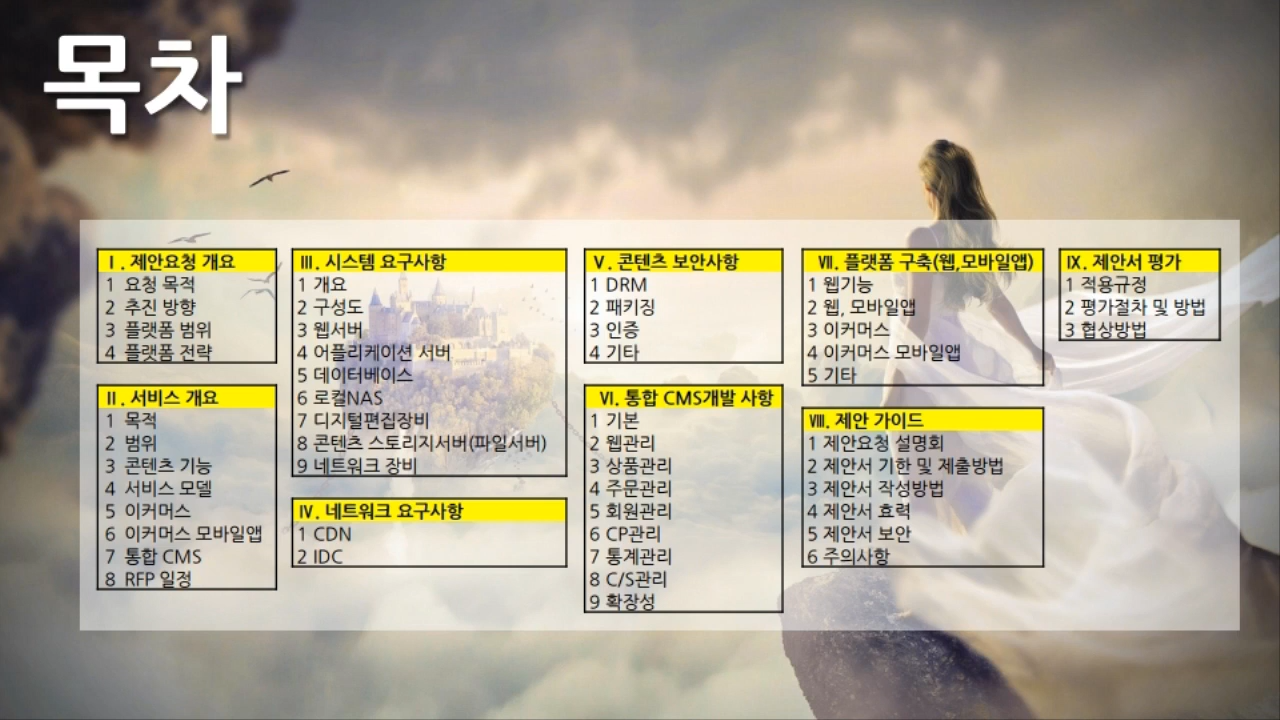 목차
Ⅰ. 제안요청 개요
1 요청 목적
2 추진 방향
3 플랫폼 범위
4 플랫폼 전략
Ⅱ. 서비스 개요
1 목적
2 범위
3 콘텐츠 기능
4 서비스 모델
5 이커머스
6 이커머스 모바일앱
7 통합 CMS
8 RFP 일정
Ⅲ. 시스템 요구사항
1 개요
2 구성도
3 웹서버
4 어플리케이션 서버
5 데이터베이스
6 로컬NAS
7 디지털편집장비
8 콘텐츠 스토리지서버(파일서버)
9 네트워크 장비
Ⅳ. 네트워크 요구사항
1 CDN
2 IDC
Ⅴ. 콘텐츠 보안사항
1 DRM
2 패키징
3 인증
4 기타
Ⅵ. 통합 CMS개발 사항
1 기본
2 웹관리
3 상품관리
4 주문관리
5 회원관리
6 CP관리
7 통계관리
8 C/S관리
9 확장성
Ⅶ. 플랫폼 구축(웹,모바일앱)
1 웹기능
2 웹, 모바일앱
3 이커머스
4 이커머스 모바일앱
5 기타
Ⅷ. 제안 가이드
1 제안요청 설명회
2 제안서 기한 및 제출방법
3 제안서 작성방법
4 제안서 효력
5 제안서 보안
6 주의사항
Ⅸ. 제안서 평가
1 적용규정
2 평가절차 및 방법
3 협상방법